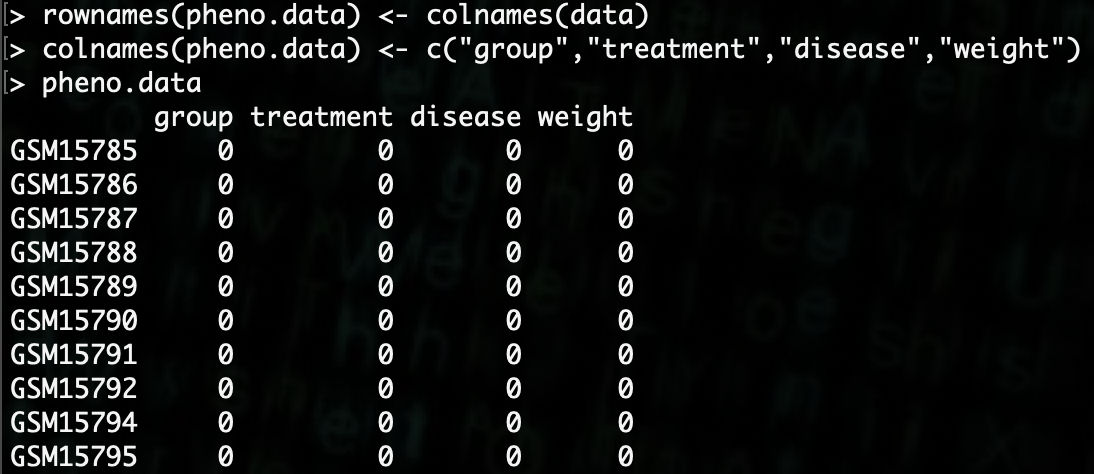 > rownames(pheno.data) <- colnames(data)
> colnames(pheno.data) <- c("group","treatment","disease","weight")
> pheno.data
         group treatment disease weight
GSM15785     0         0       0      0
GSM15786     0         0       0      0
GSM15787     0         0       0      0
GSM15788     0         0       0      0
GSM15789     0         0       0      0
GSM15790     0         0       0      0
GSM15791     0         0       0      0
GSM15792     0         0       0      0
GSM15794     0         0       0      0
GSM15795     0         0       0      0